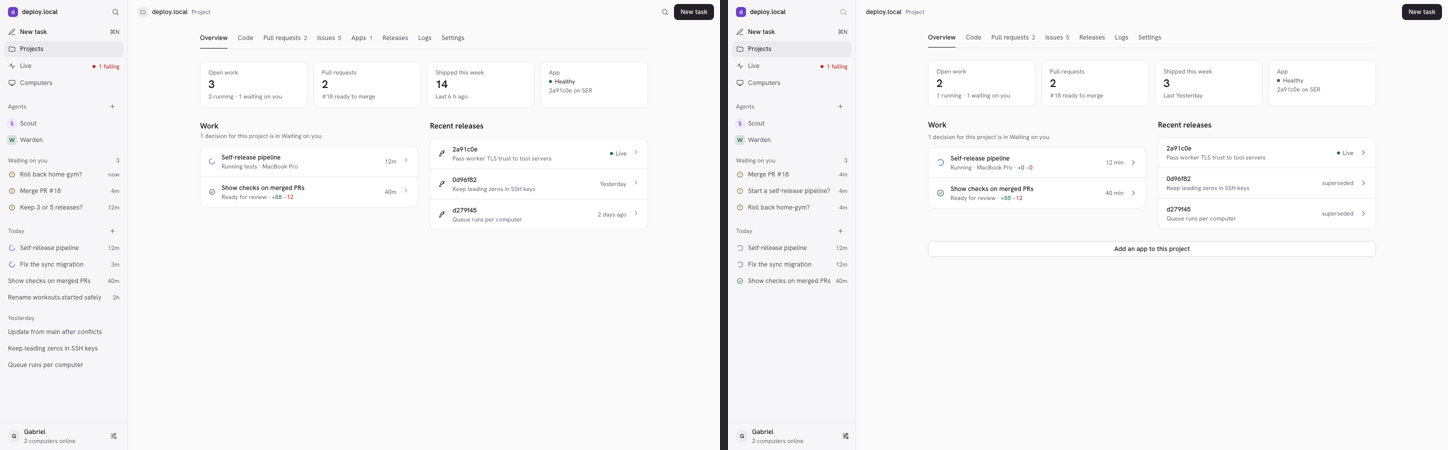 deploy.local
New task ⌘N
Projects
Live 1 failing
Computers
Agents
S Scout
W Warden
Waiting on you 3
Roll back home-gym? now
Merge PR #18 4m
Keep 3 or 5 releases? 12m
Today
Self-release pipeline 12m
Fix the sync migration 3m
Show checks on merged PRs 40m
Rename workouts.started safely 2h
Yesterday
Update from main after conflicts
Keep leading zeros in SSH keys
Queue runs per computer
G Gabriel
3 computers online
deploy.local Project
New task
Overview Code Pull requests 2 Issues 5 Apps 1 Releases Logs Settings
Open work
3
2 running · 1 waiting on you
Pull requests
2
#18 ready to merge
Shipped this week
14
Last 6 h ago
App
Healthy
2a91c0e on SER
Work
1 decision for this project is in Waiting on you.
Self-release pipeline
Running tests · MacBook Pro
12m
Show checks on merged PRs
Ready for review · +88 -12
40m
Recent releases
2a91c0e
Pass worker TLS trust to tool servers
Live
0d96f82
Keep leading zeros in SSH keys
Yesterday
d279f45
Queue runs per computer
2 days ago
d deploy.local
New task
Projects
Live 1 failing
Computers
Agents
Scout
W Warden
Waiting on you 3
Merge PR #18 4m
Start a self-release pipeline? 4m
Roll back home-gym? 4m
Today
Self-release pipeline 12m
Fix the sync migration 12m
Show checks on merged PRs 40m
G Gabriel
3 computers online
deploy.local Project
New task
Overview Code Pull requests 2 Issues 5 Releases Logs Settings
Open work
2
1 running · 1 waiting on you
Pull requests
2
#18 ready to merge
Shipped this week
3
Last Yesterday
App
Healthy
2a91c0e on SER
Work
1 decision for this project is in Waiting on you.
Self-release pipeline
Running · MacBook Pro · +0 -0
12 min
Show checks on merged PRs
Ready for review · +88 -12
40 min
Recent releases
2a91c0e
Pass worker TLS trust to tool servers
Live
0d96f82
Keep leading zeros in SSH keys
superseded
d279f45
Queue runs per computer
superseded
Add an app to this project